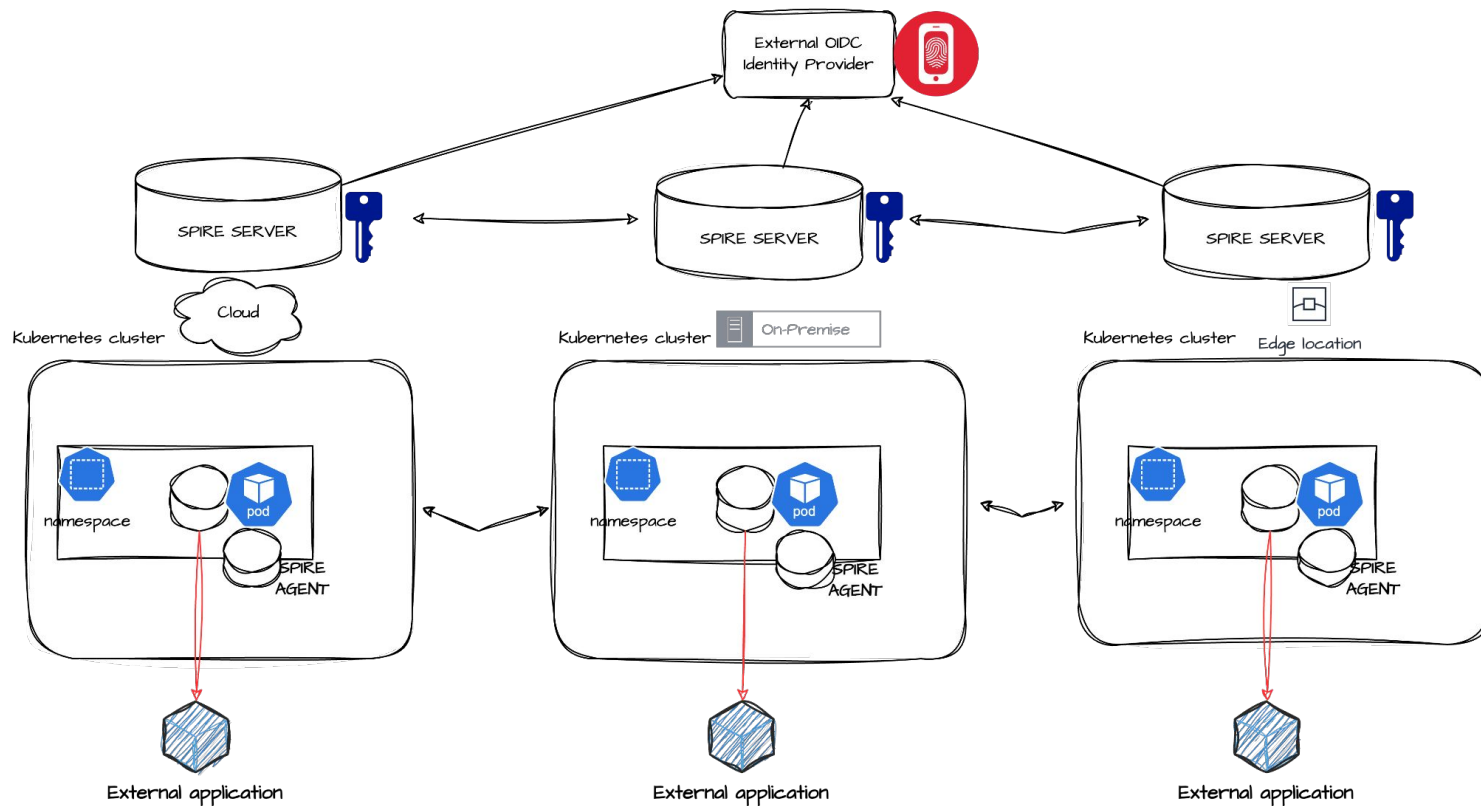 External OIDC
Identity Provider
SPIRE SERVER
SPIRE SERVER
SPIRE SERVER
Cloud
Kubernetes cluster
Kubernetes cluster
On-Premise
Kubernetes cluster
Edge location
namespace
pod
SPIRE
AGENT
namespace
pod
SPIRE
AGENT
namespace
pod
SPIRE
AGENT
External application
External application
External application